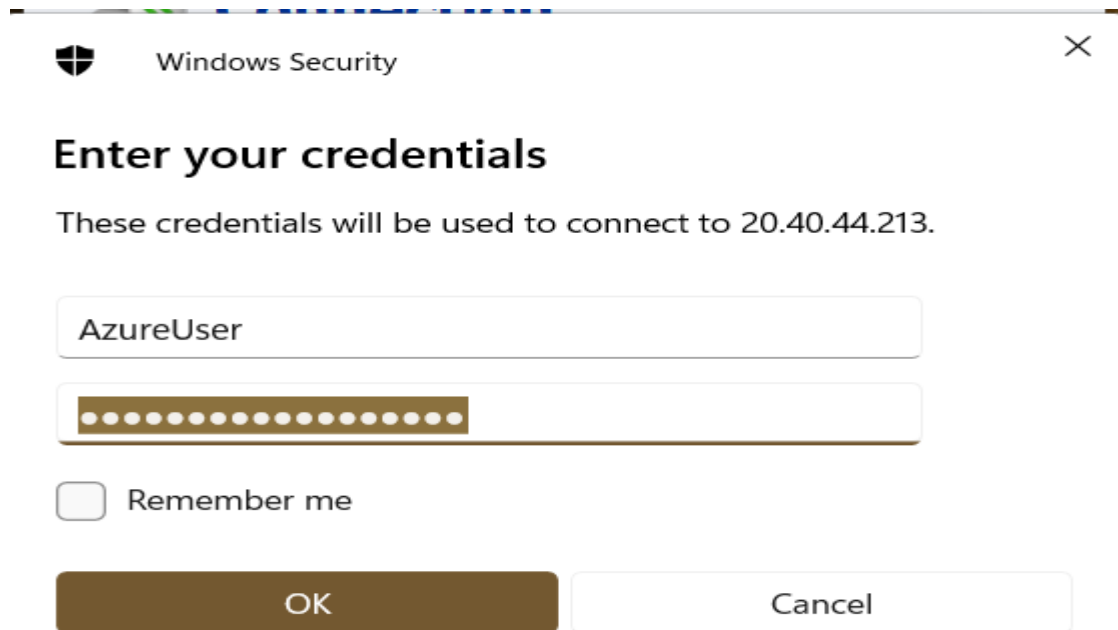 Windows Security
Enter your credentials
These credentials will be used to connect to 20.40.44.213.
AzureUser
Remember me
OK
Cancel